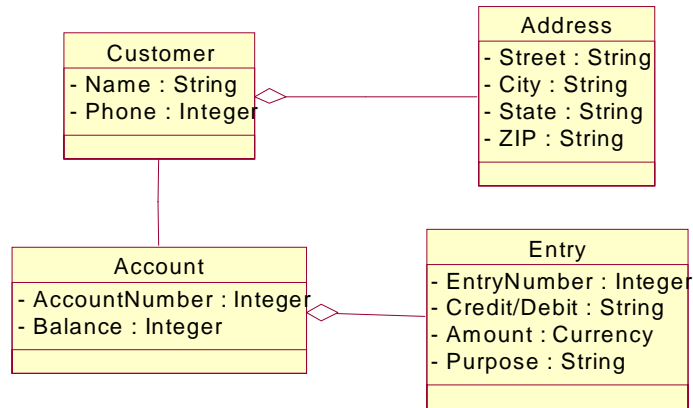 Customer
- Name : String
- Phone : Integer
Address
- Street : String
- City : String
- State : String
- ZIP : String
Account
- AccountNumber : Integer
- Balance : Integer
Entry
- EntryNumber : Integer
- Credit/Debit : String
- Amount : Currency
- Purpose : String